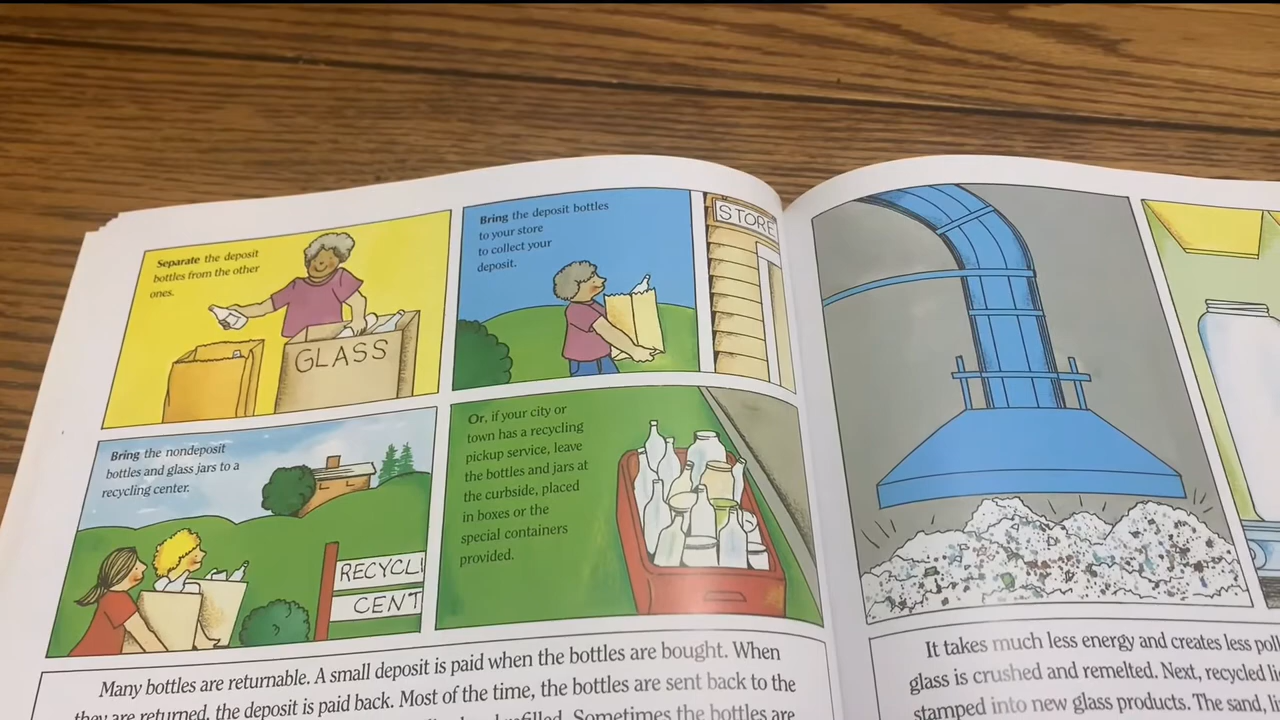 Separate the deposit
bottles from the other
ones.
GLASS
Bring the deposit bottles
to your store
to collect your
deposit.
STORE
Bring the nondeposit
bottles and glass jars to a
recycling center.
RECYCL
CENT
Or, if your city or
town has a recycling
pickup service, leave
the bottles and jars at
the curbside, placed
in boxes or the
special containers
provided.
Many bottles are returnable. A small deposit is paid when the bottles are bought. When
they are returned, the deposit is paid back. Most of the time, the bottles are sent back to the
refilled. Sometimes the bottles are
It takes much less energy and creates less pol
glass is crushed and remelted. Next, recycled li
stamped into new glass products. The sand, li